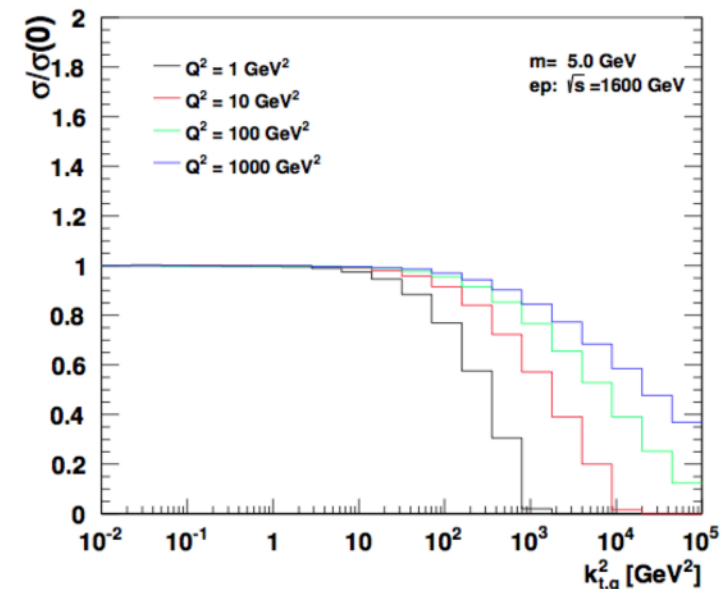 σ/σ(0)
2
1.8
1.6
1.4
1.2
1
0.8
0.6
0.4
0.2
0
Q² = 1 GeV²
Q² = 10 GeV²
Q² = 100 GeV²
Q² = 1000 GeV²
m= 5.0 GeV
ep: √s =1600 GeV
10⁻² 10⁻¹ 1 10 10² 10³ 10⁴ 10⁵
k²t,g [GeV²]